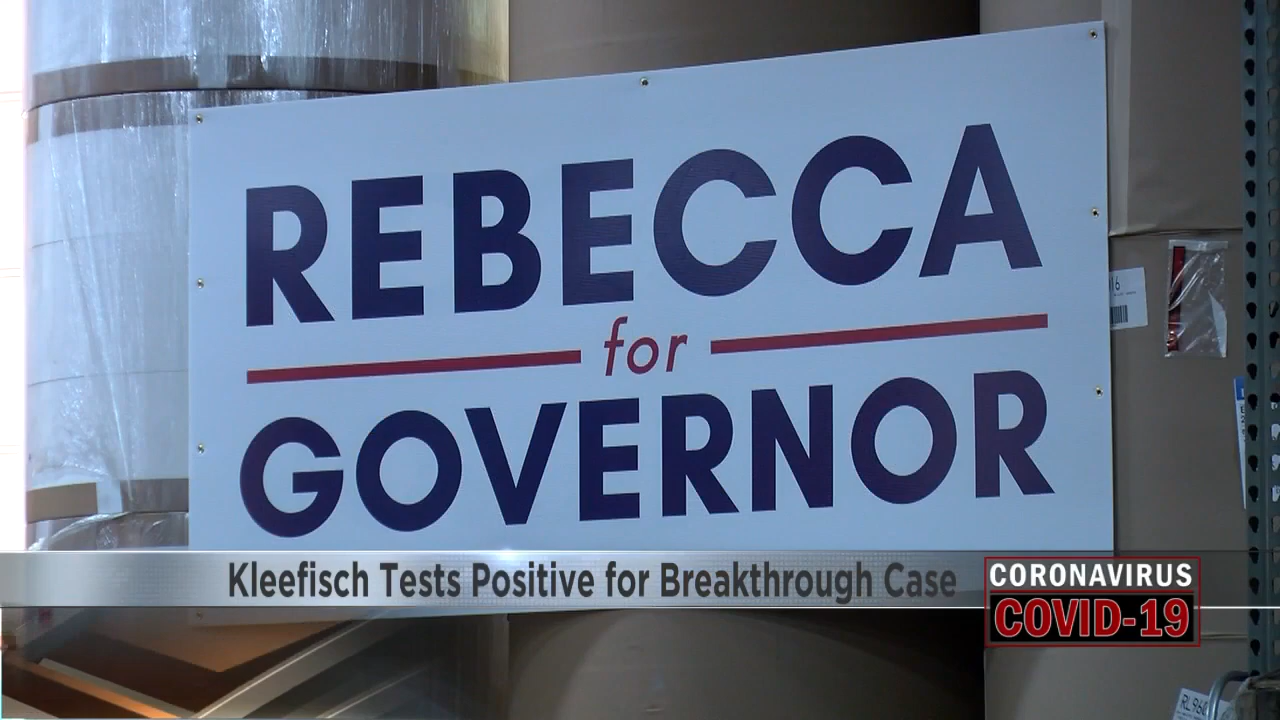 REBECCA
for
GOVERNOR
Kleefisch Tests Positive for Breakthrough Case
CORONAVIRUS
COVID-19